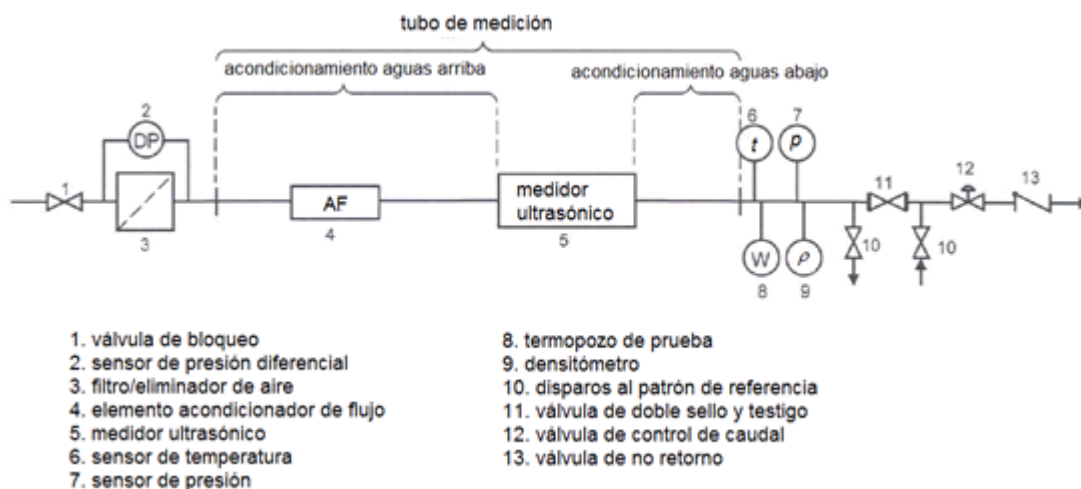 tubo de medición
acondicionamiento aguas arriba
acondicionamiento aguas abajo
2
6
7
DP
t
p
12
1
11
13
AF
medidor
ultrasónico
3
4
5
W
ρ
10
10
8
9
1. válvula de bloqueo
2. sensor de presión diferencial
3. filtro/eliminador de aire
4. elemento acondicionador de flujo
5. medidor ultrasónico
6. sensor de temperatura
7. sensor de presión
8. termopozo de prueba
9. densitómetro
10. disparos al patrón de referencia
11. válvula de doble sello y testigo
12. válvula de control de caudal
13. válvula de no retorno